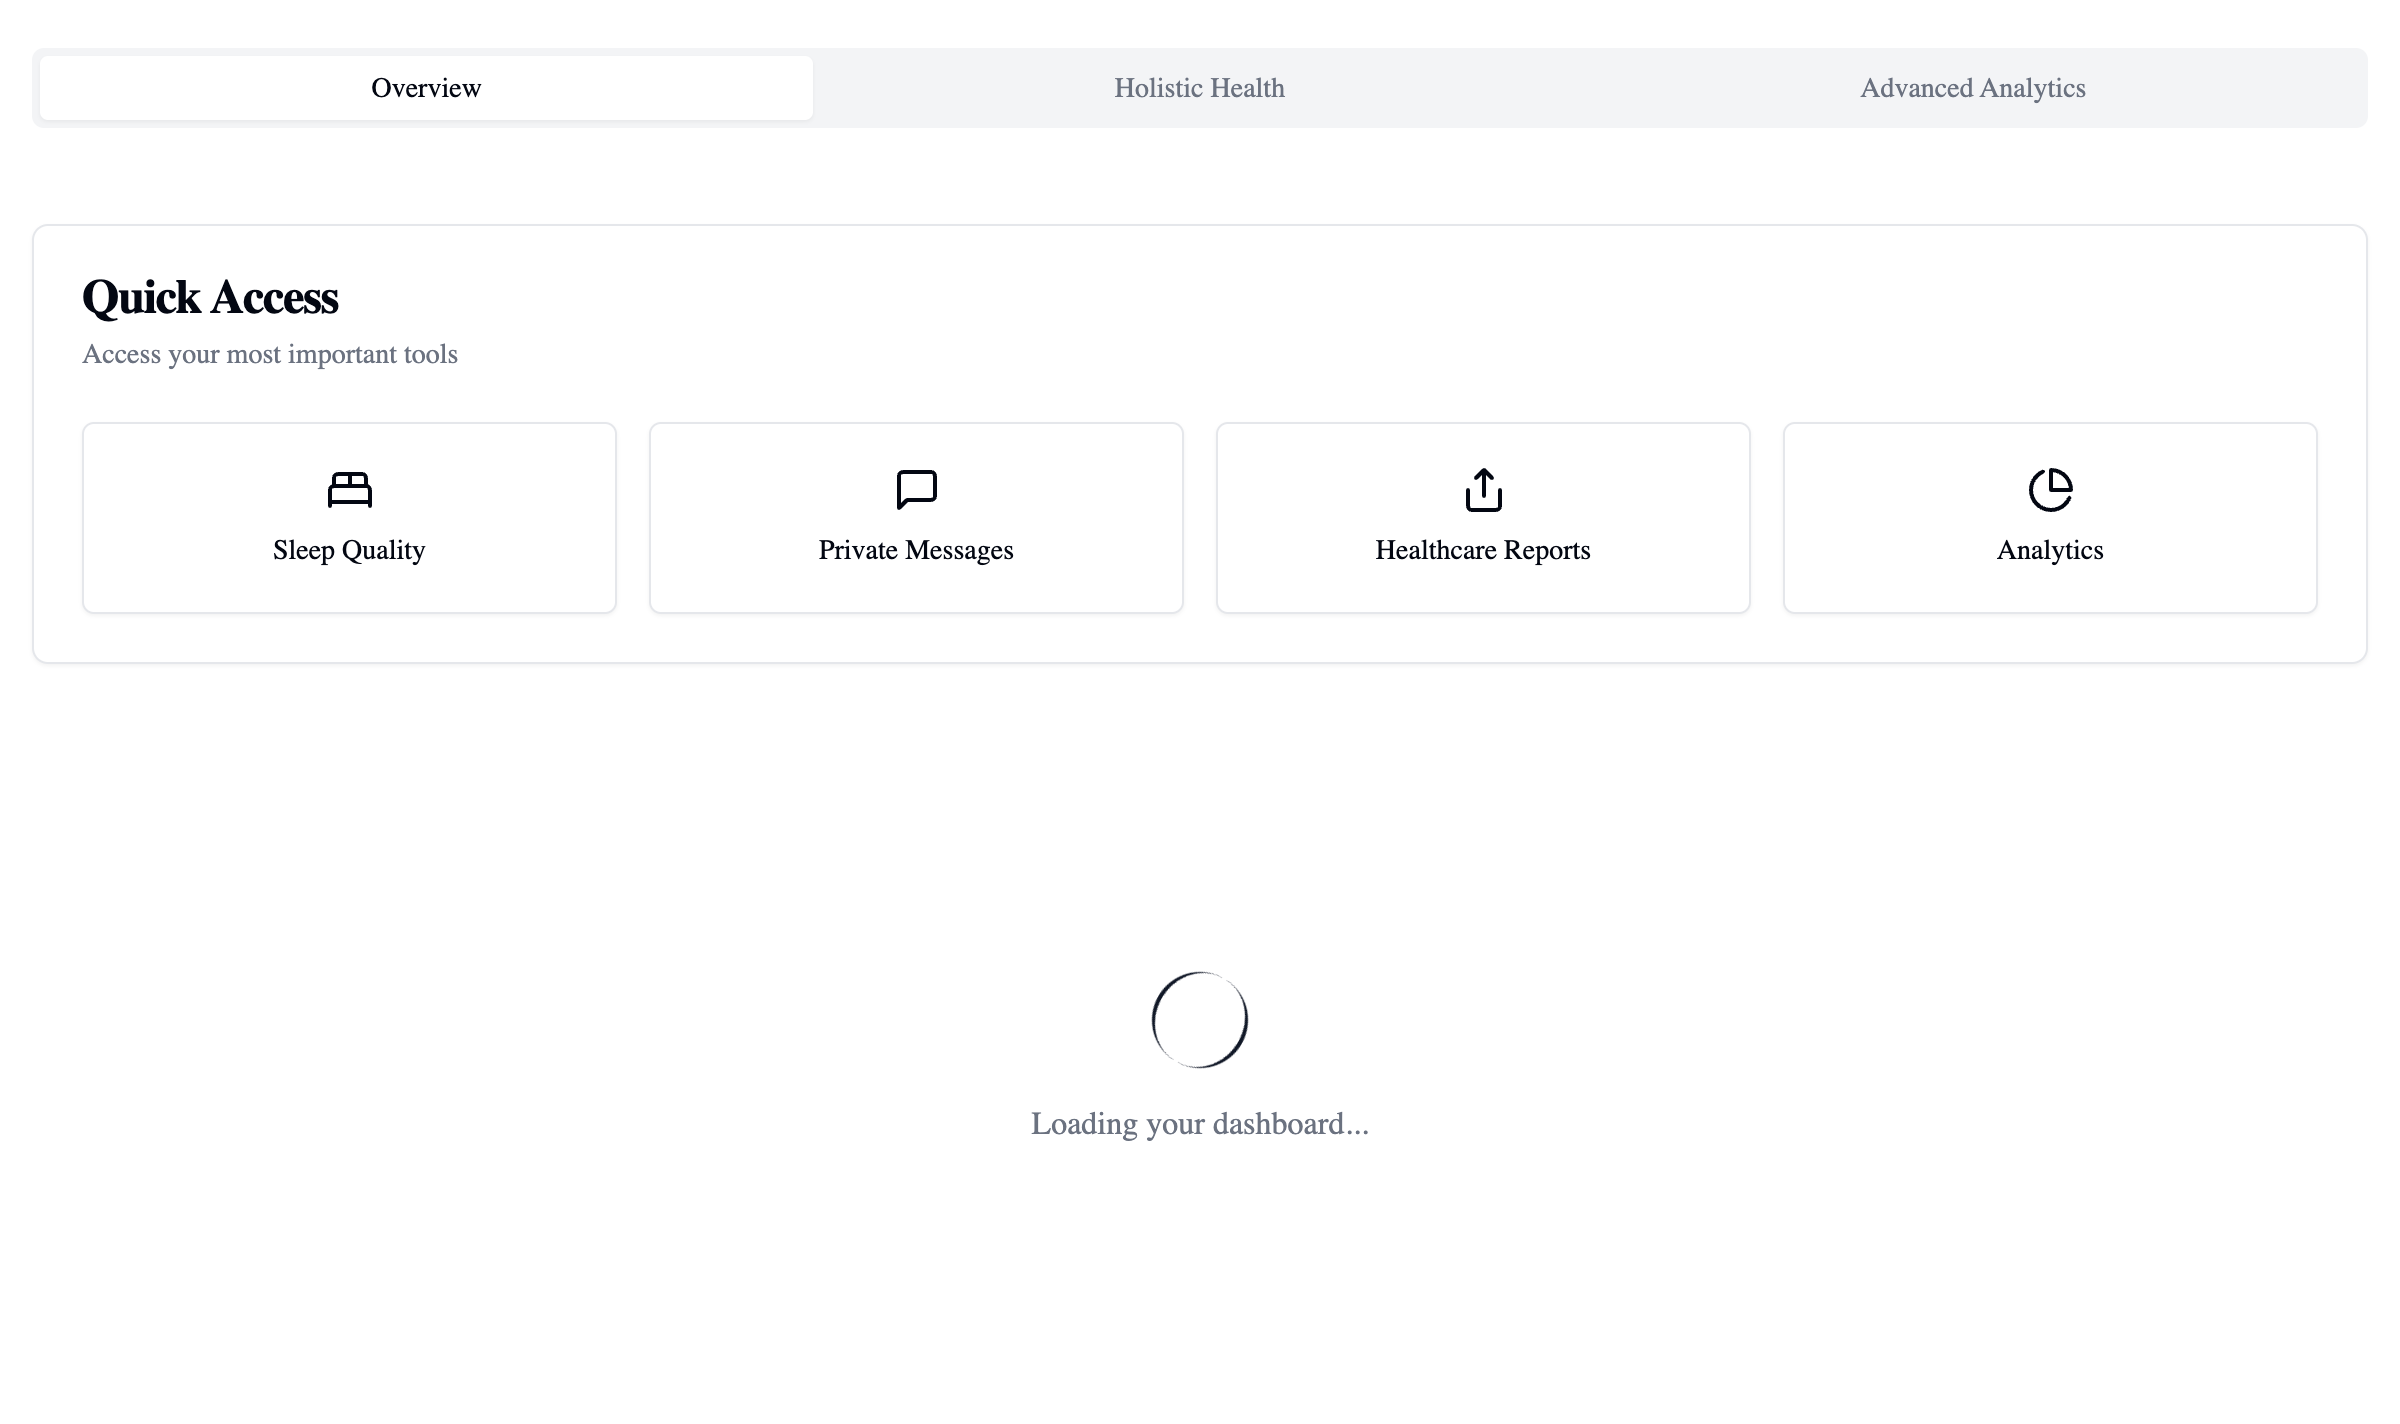 Overview
Holistic Health
Advanced Analytics
Quick Access
Access your most important tools
Sleep Quality
Private Messages
Healthcare Reports
Analytics
Loading your dashboard...